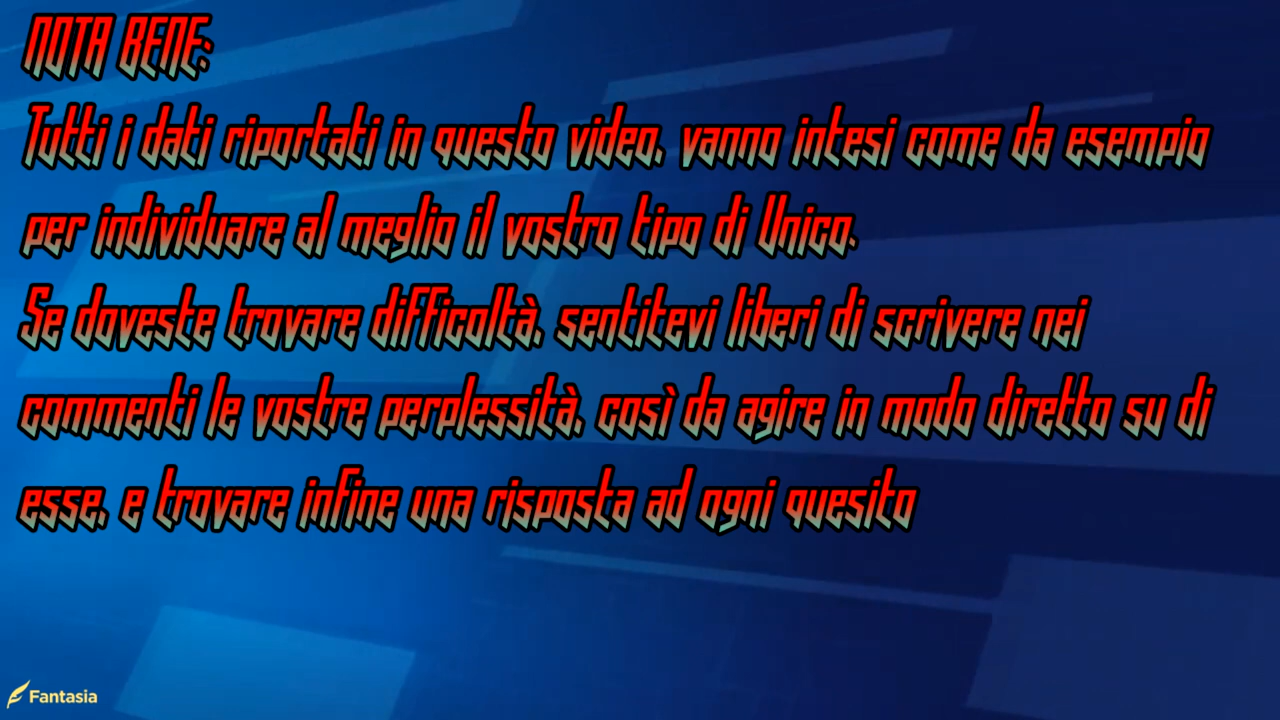 NOTA BENE:
Tutti i dati riportati in questo video, vanno intesi come da esempio
per individuare al meglio il vostro tipo di Unico.
Se doveste trovare difficoltà, sentitevi liberi di scrivere nei
commenti le vostre perplessità, così da agire in modo diretto su di
esse, e trovare infine una risposta ad ogni quesito
Fantasia